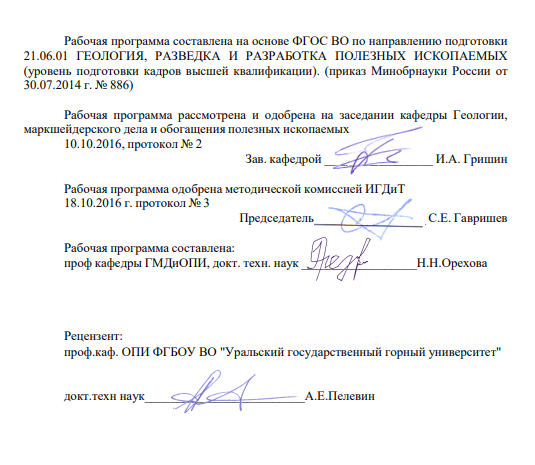 Рабочая программа составлена на основе ФГОС ВО по направлению подготовки
21.06.01 ГЕОЛОГИЯ, РАЗВЕДКА И РАЗРАБОТКА ПОЛЕЗНЫХ ИСКОПАЕМЫХ
(уровень подготовки кадров высшей квалификации). (приказ Минобрнауки России от
30.07.2014 г. № 886)
Рабочая программа рассмотрена и одобрена на заседании кафедры Геологии,
маркшейдерского дела и обогащения полезных ископаемых
10.10.2016, протокол № 2
Зав. кафедрой И.А. Гришин
Рабочая программа одобрена методической комиссией ИГДиТ
18.10.2016 г. протокол № 3
Председатель С.Е. Гавришев
Рабочая программа составлена:
проф кафедры ГМДиОПИ, докт. техн. наук Н.Н.Орехова
Рецензент:
проф.каф. ОПИ ФГБОУ ВО "Уральский государственный горный университет"
докт.техн наук А.Е.Пелевин